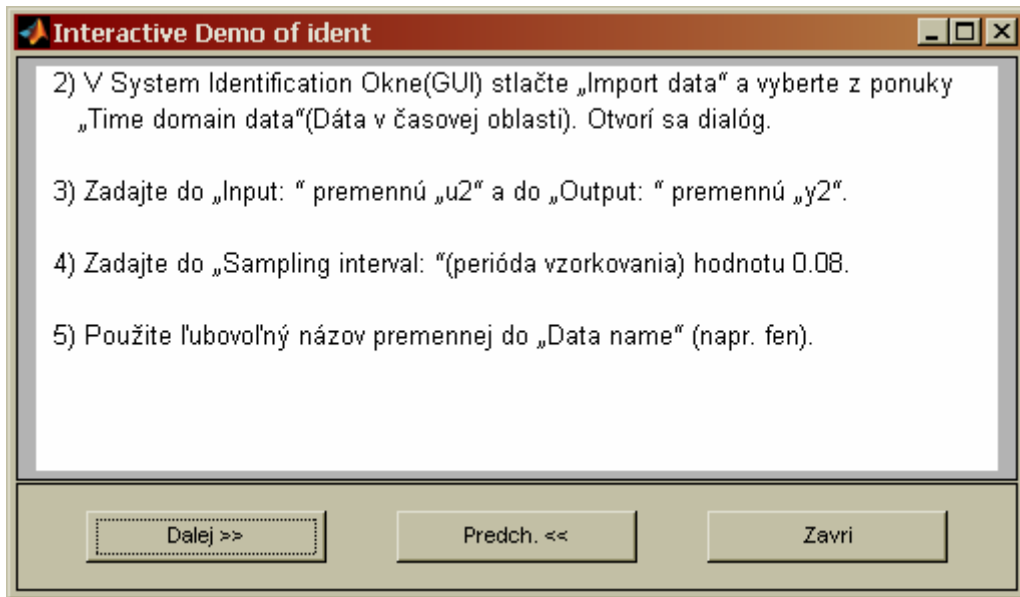 Interactive Demo of ident
2) V System Identification Okne(GUI) stlačte „Import data“ a vyberte z ponuky
„Time domain data“(Dáta v časovej oblasti). Otvorí sa dialóg.
3) Zadajte do „Input: “ premennú „u2“ a do „Output: “ premennú „y2“.
4) Zadajte do „Sampling interval: “(perióda vzorkovania) hodnotu 0.08.
5) Použite ľubovoľný názov premennej do „Data name“ (napr. fen).
Dalej >>
Predch. <<
Zavri